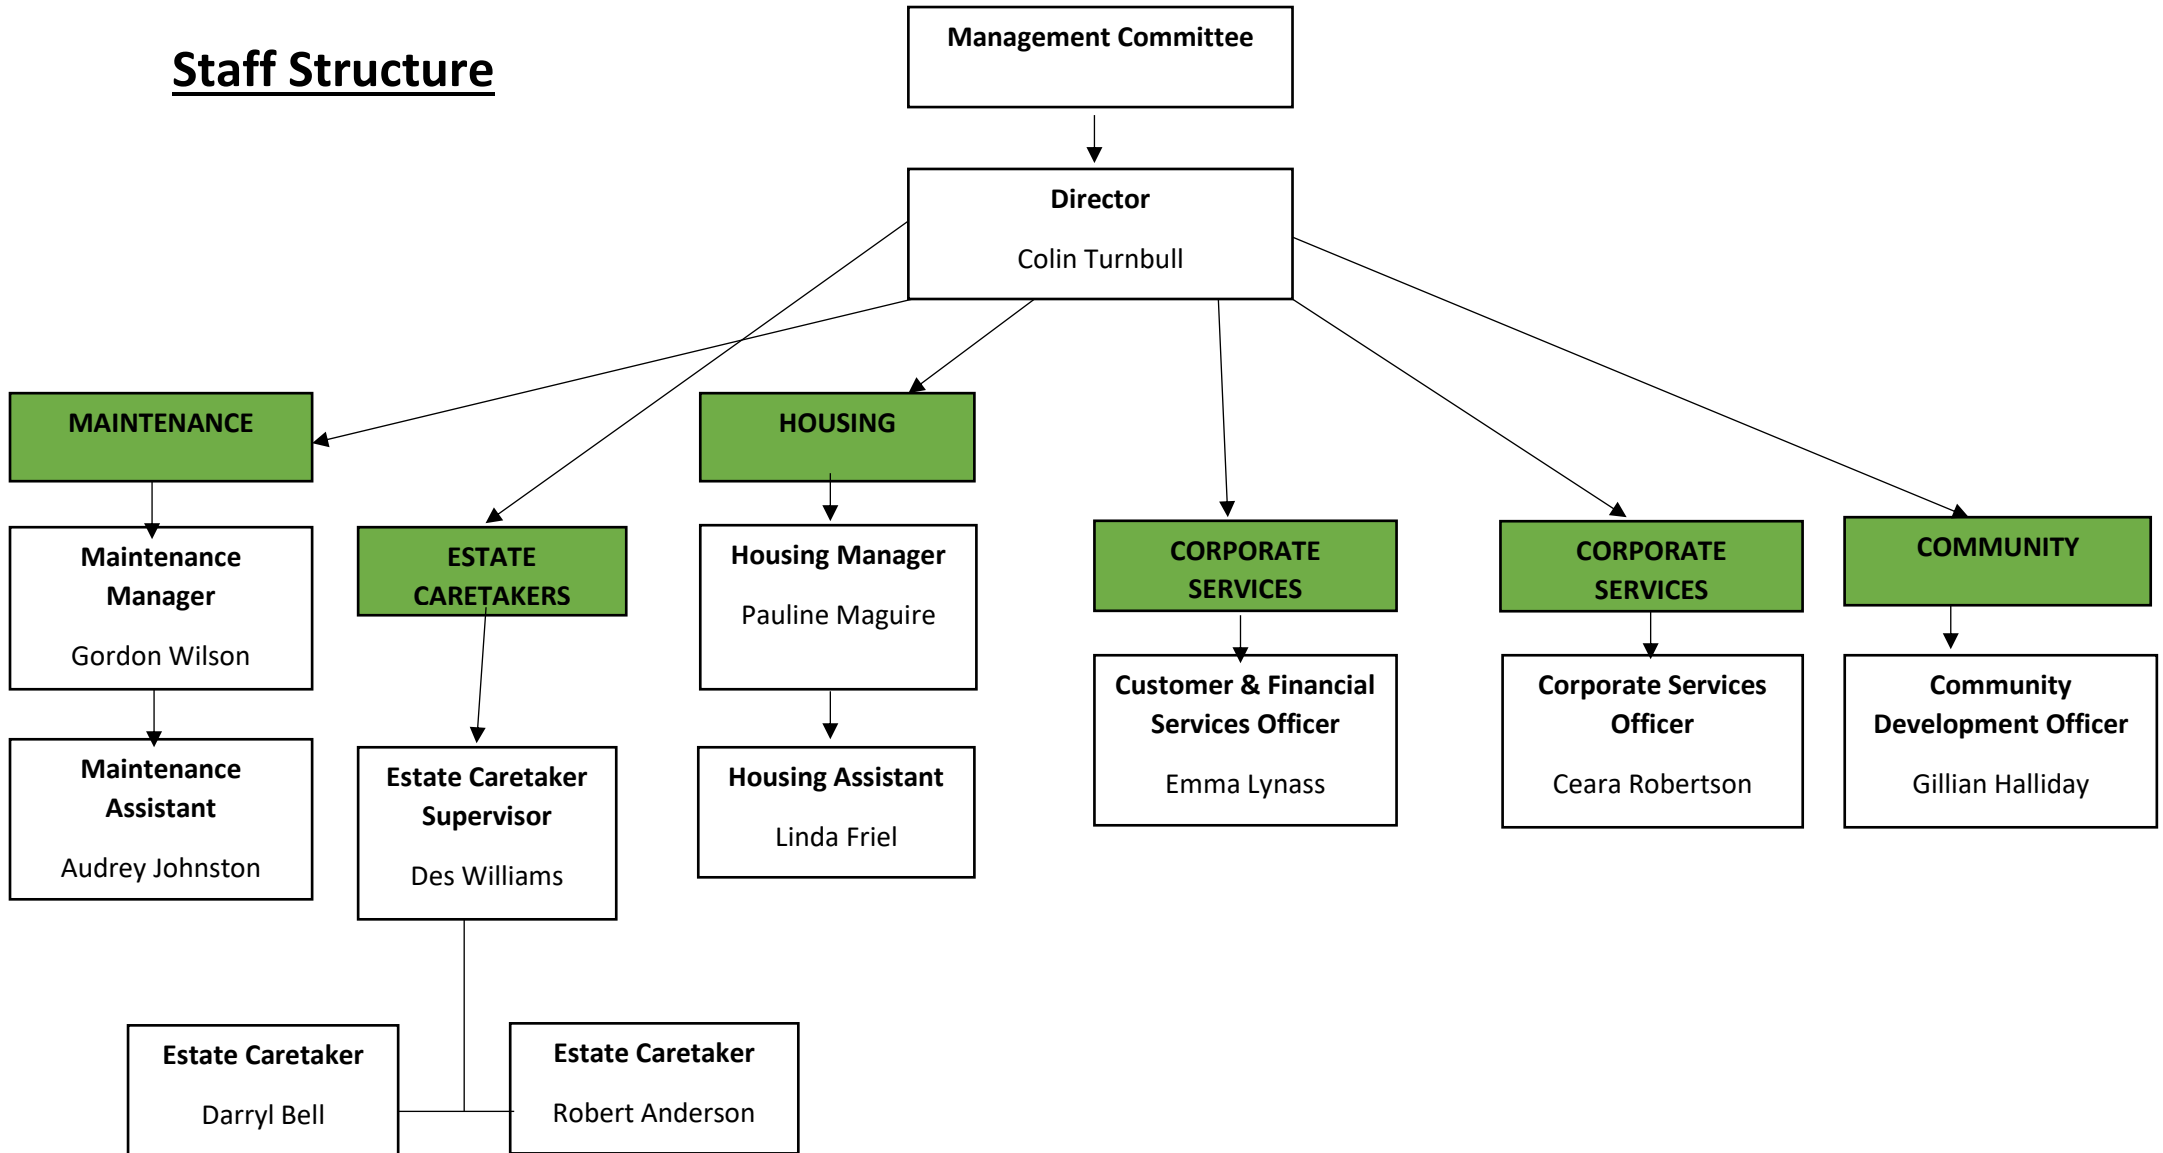 Staff Structure
Management Committee
Director
Colin Turnbull
MAINTENANCE
Maintenance
Manager
Gordon Wilson
Maintenance
Assistant
Audrey Johnston
ESTATE
CARETAKERS
Estate Caretaker
Supervisor
Des Williams
Estate Caretaker
Darryl Bell
Estate Caretaker
Robert Anderson
HOUSING
Housing Manager
Pauline Maguire
Housing Assistant
Linda Friel
CORPORATE
SERVICES
Customer & Financial
Services Officer
Emma Lynass
CORPORATE
SERVICES
Corporate Services
Officer
Ceara Robertson
COMMUNITY
Community
Development Officer
Gillian Halliday